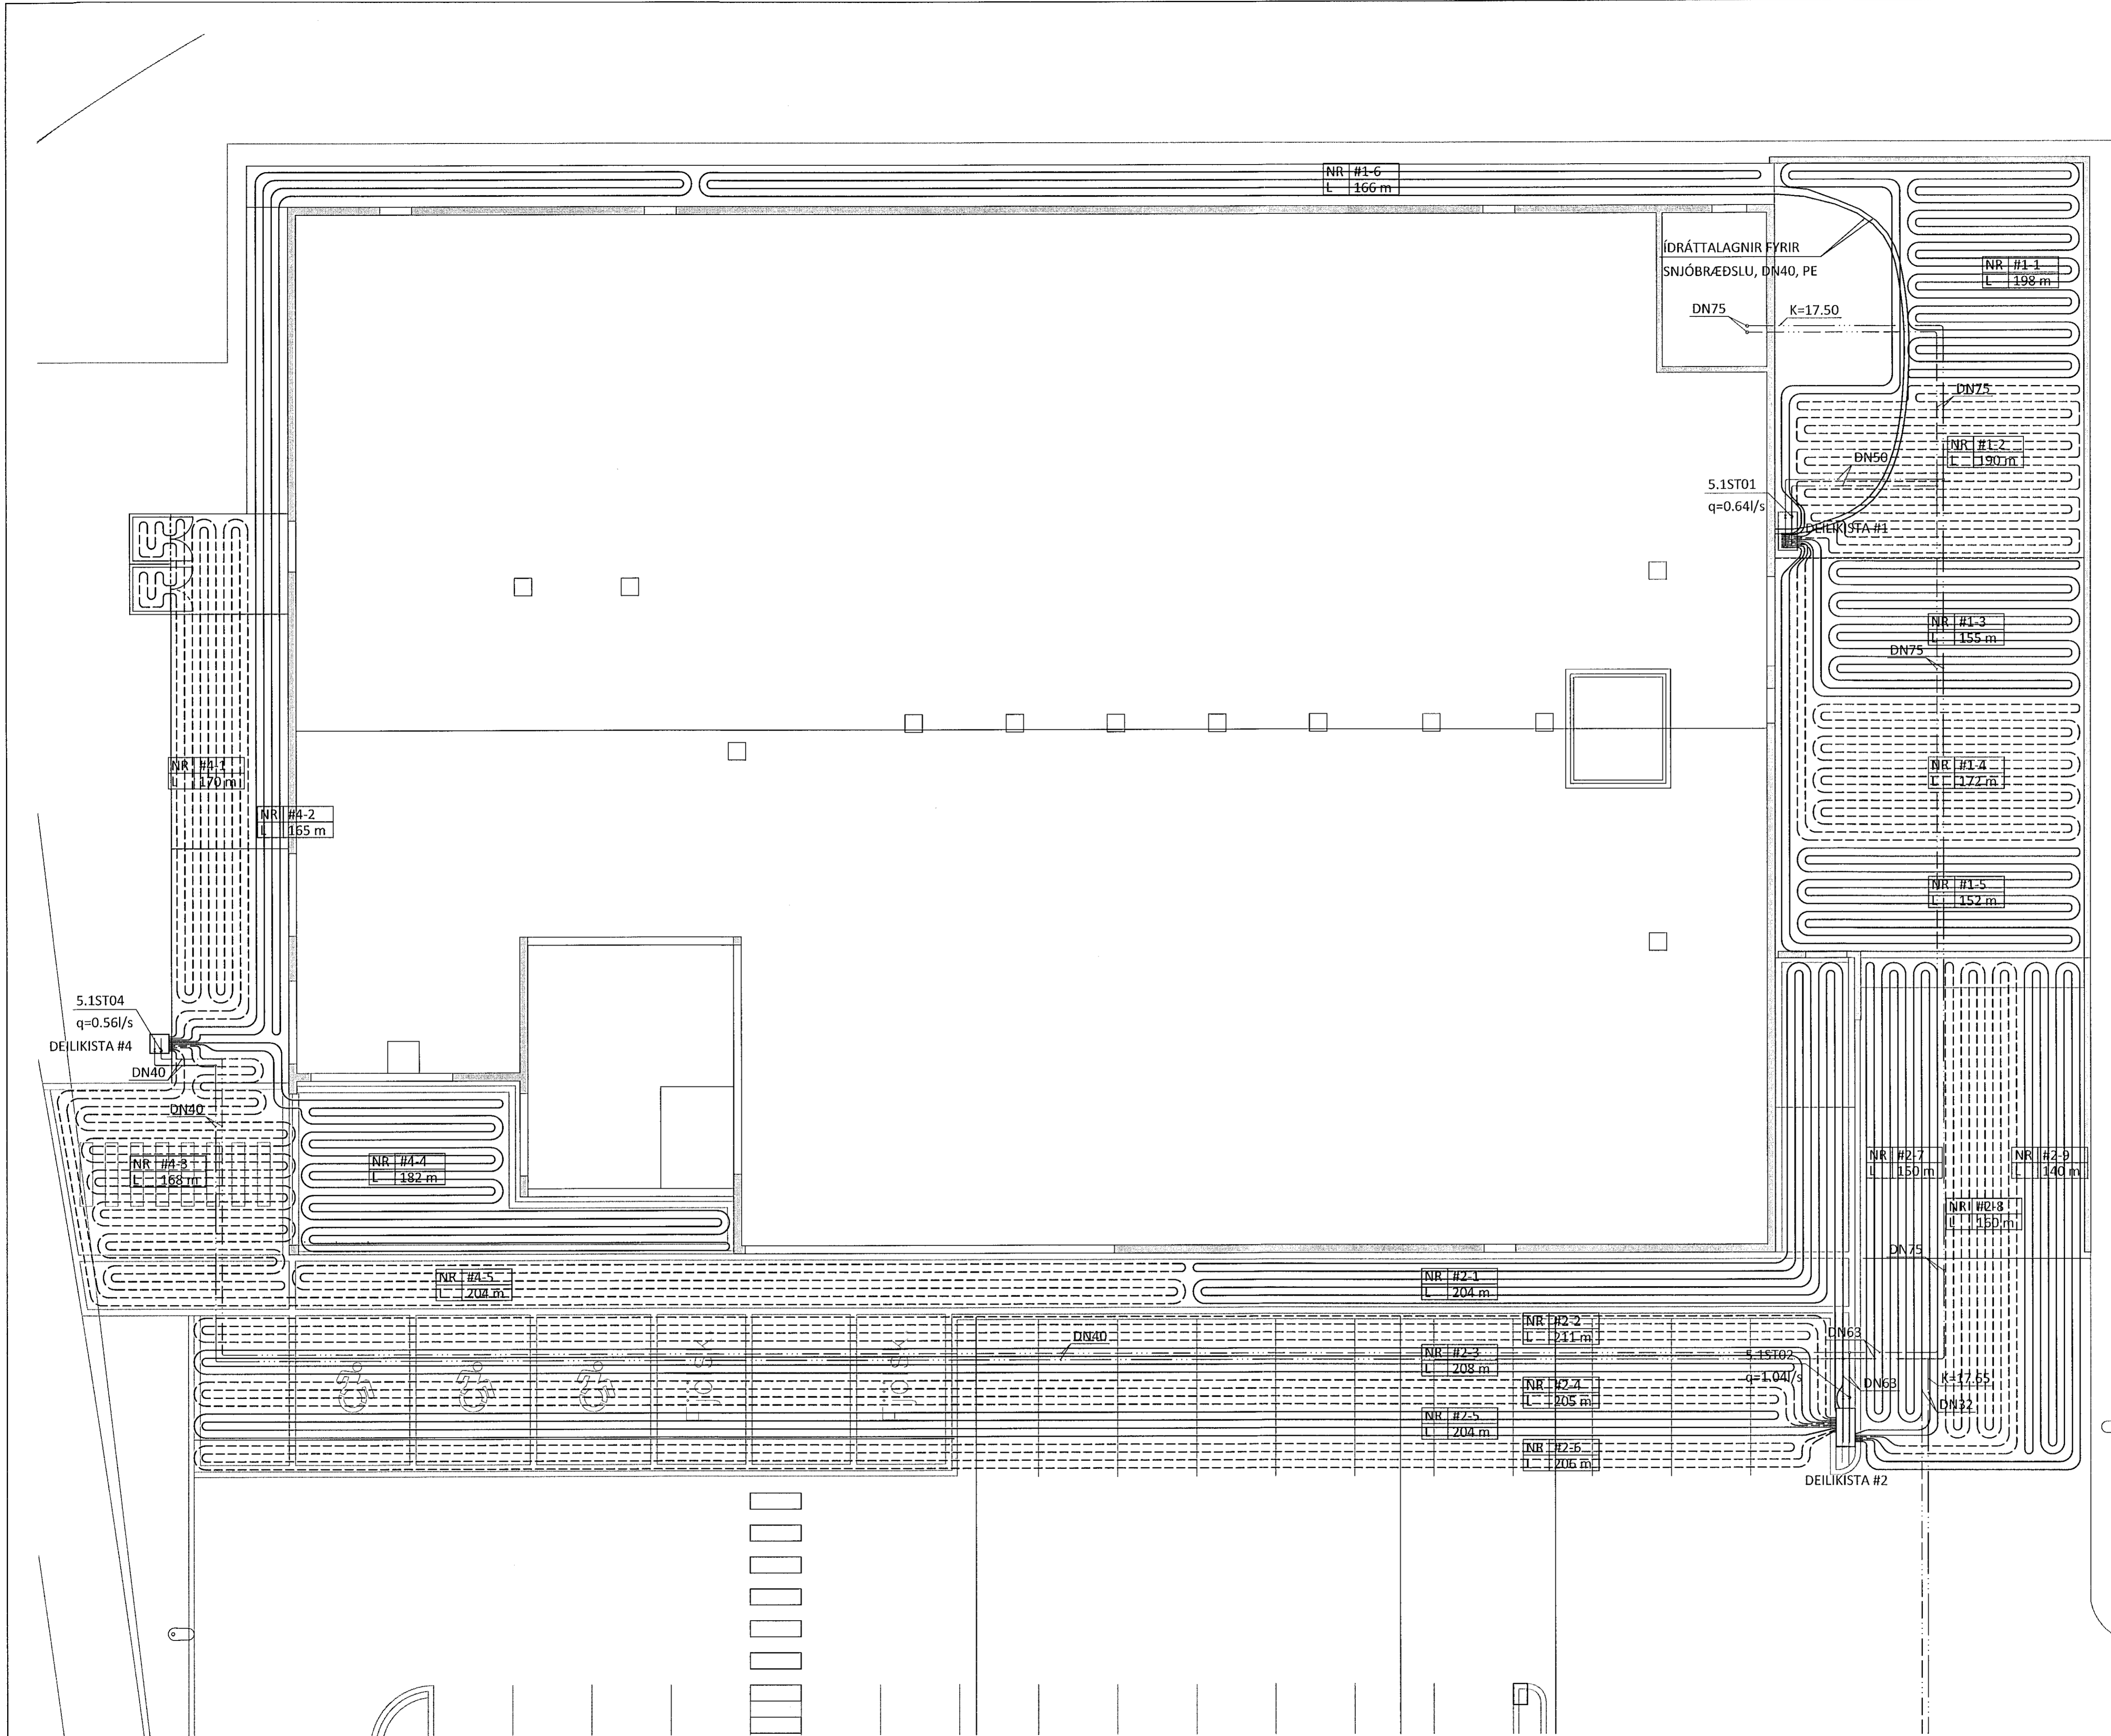 NR #1-6
L 166 m
ÍDRÁTTALAGNIR FYRIR
SNJÓBRÆÐSLU, DN40, PE
NR #1-1
L 198 m
DN75
K=17.50
DN75
NR #1-2
L 190 m
DN50
5.1ST01
q=0.64l/s
DEILIKISTA #1
NR #1-3
L 155 m
DN75
NR #4-1
L 170 m
NR #1-4
L 172 m
NR #4-2
L 165 m
NR #1-5
L 152 m
5.1ST04
q=0.56l/s
DEILIKISTA #4
DN40
DN40
NR #4-3
L 168 m
NR #4-4
L 182 m
NR #2-7
L 150 m
NR #2-9
L 140 m
NR #2-8
L 160 m
DN75
NR #4-5
L 204 m
NR #2-1
L 204 m
NR #2-2
L 211 m
DN40
DN63
NR #2-3
L 208 m
5.1ST02
q=1.04l/s
NR #2-4
L 205 m
DN63
K=17.65
DN32
NR #2-5
L 204 m
NR #2-6
L 206 m
DEILIKISTA #2